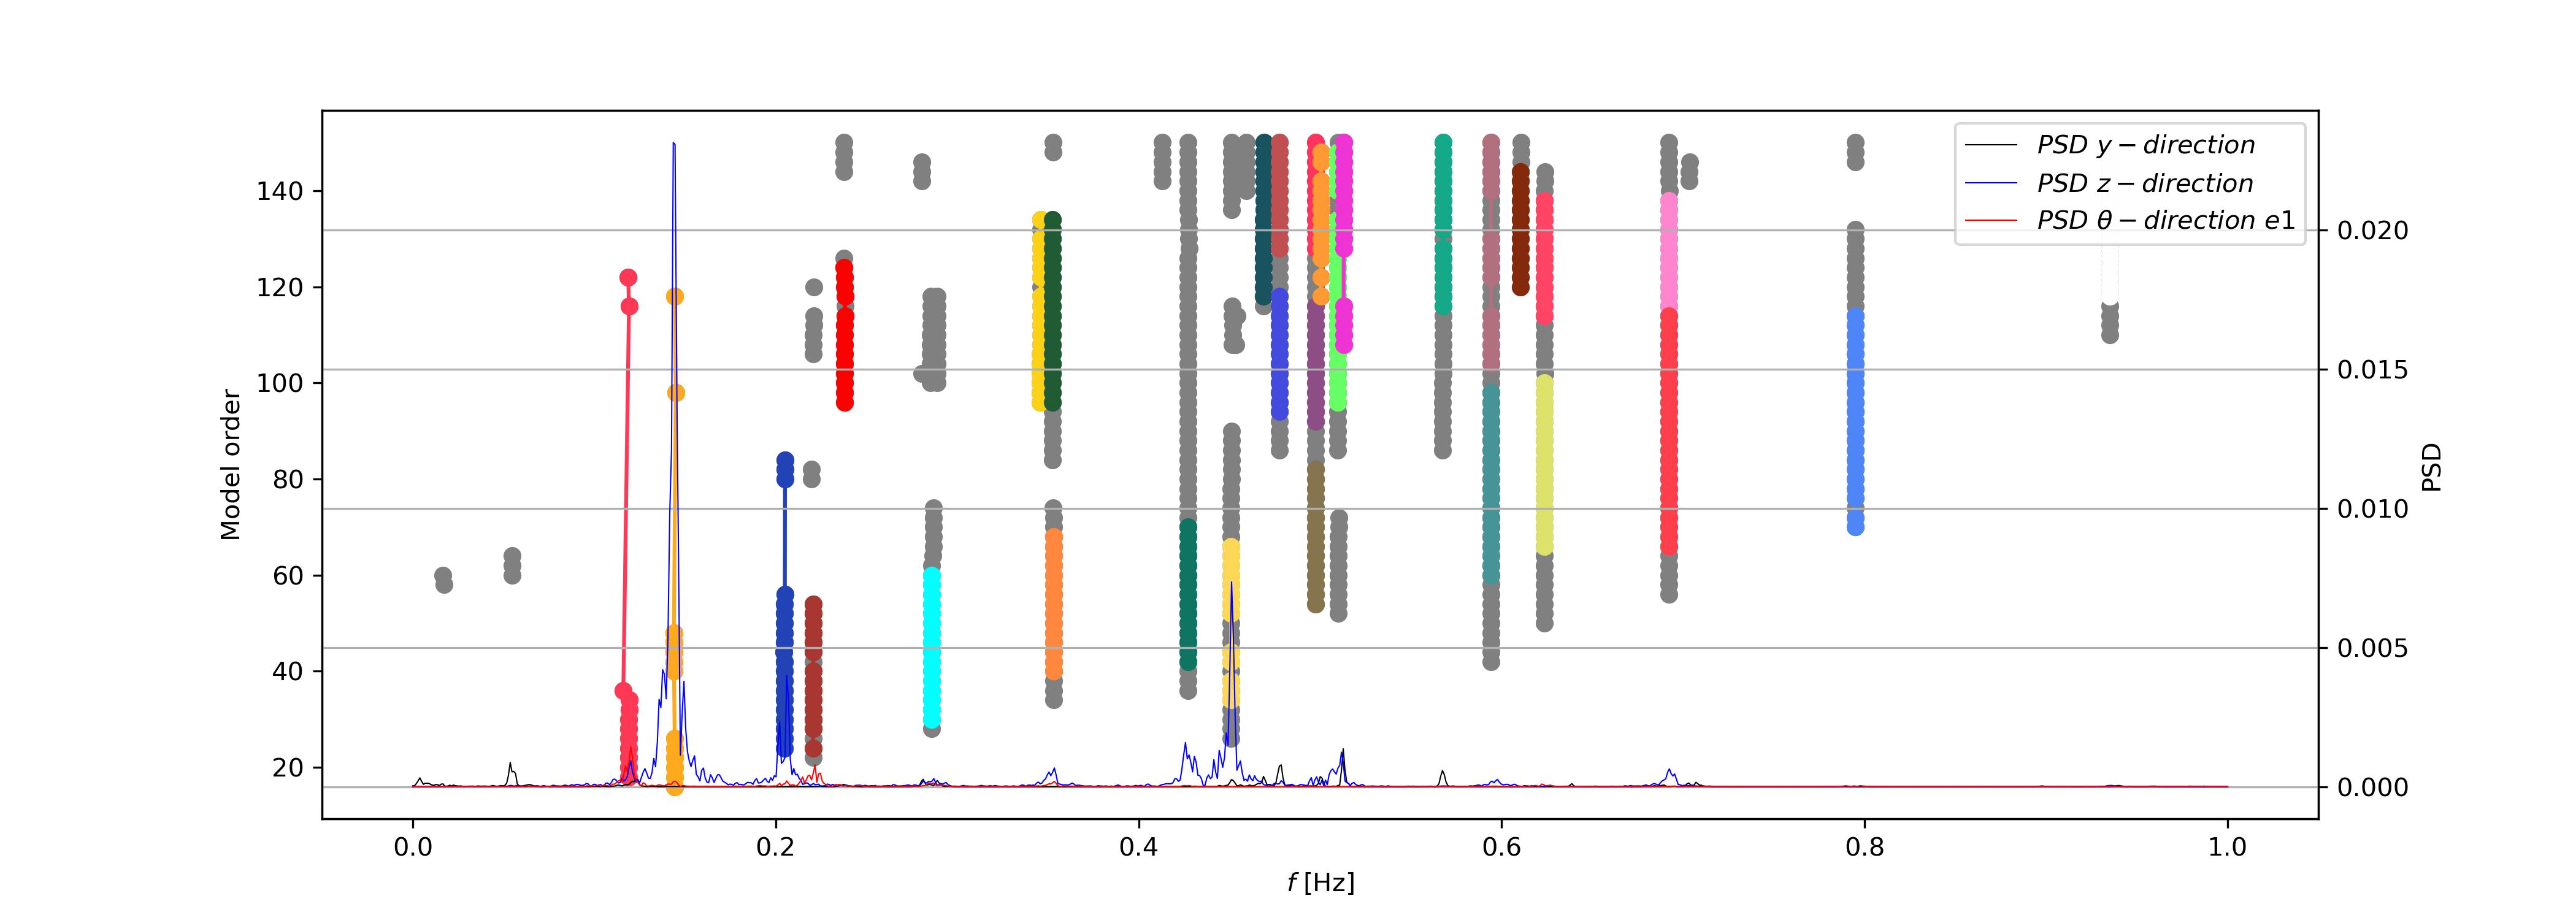 PSD y − direction
PSD z − direction
PSD θ − direction e1
140
120
100
80
60
40
20
Model order
0.020
0.015
0.010
0.005
0.000
PSD
0.0 0.2 0.4 0.6 0.8 1.0
f [Hz]